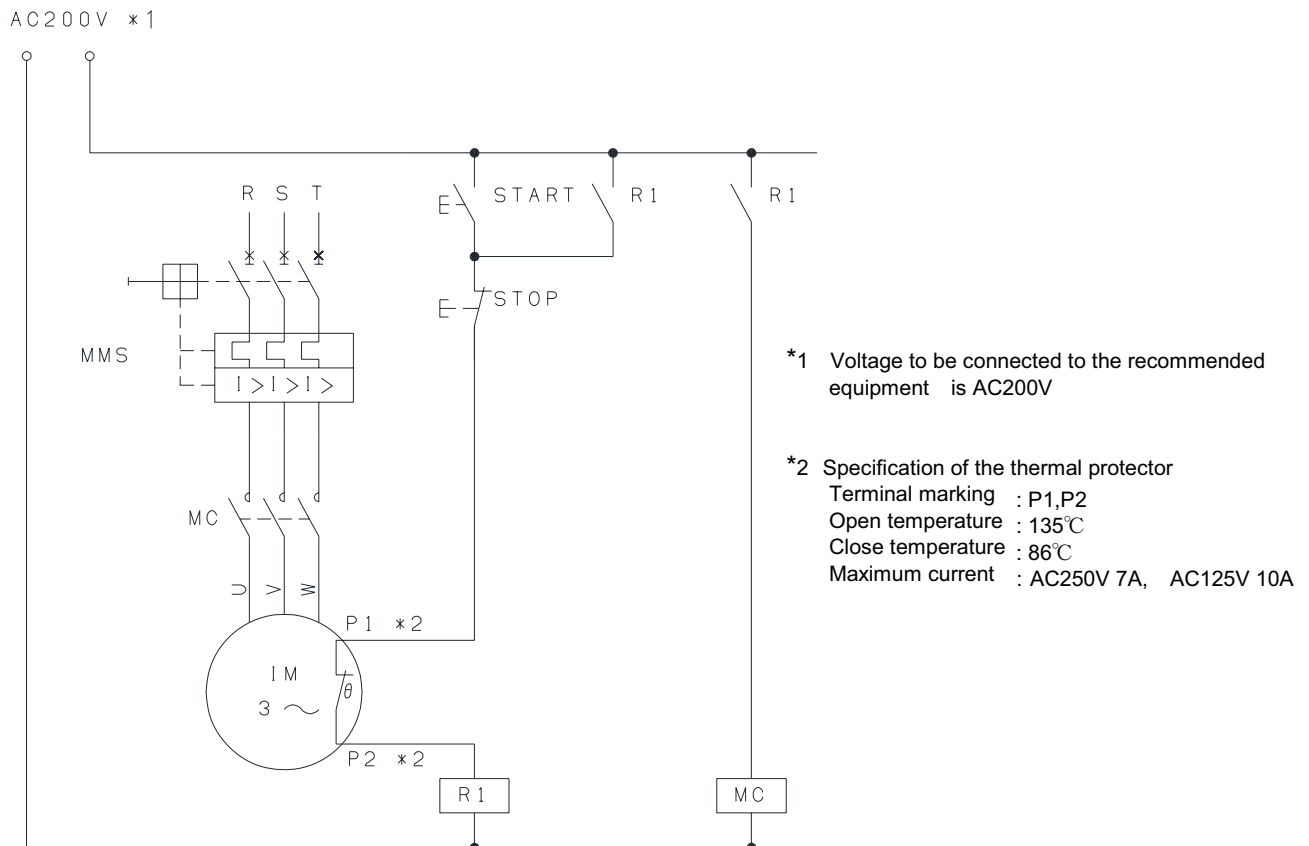 AC200V *1
R S T
START
R1
R1
STOP
MMS
I > I > I >
MC
U V W
P1 *2
IM
3 ~
θ
P2 *2
R1
MC
*1 Voltage to be connected to the recommended
equipment is AC200V
*2 Specification of the thermal protector
Terminal marking : P1,P2
Open temperature : 135℃
Close temperature : 86℃
Maximum current : AC250V 7A, AC125V 10A